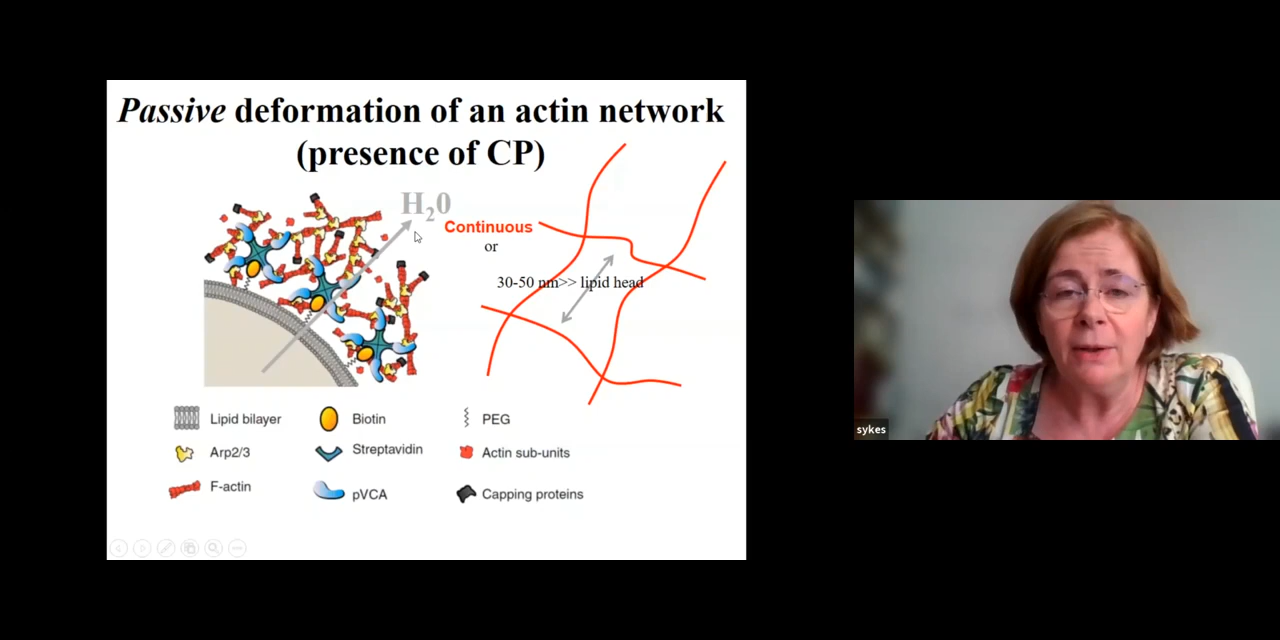 Passive deformation of an actin network
(presence of CP)
H20
Continuous
or
30-50 nm>> lipid head
Lipid bilayer
Biotin
PEG
Arp2/3
Streptavidin
Actin sub-units
F-actin
pVCA
Capping proteins
sykes